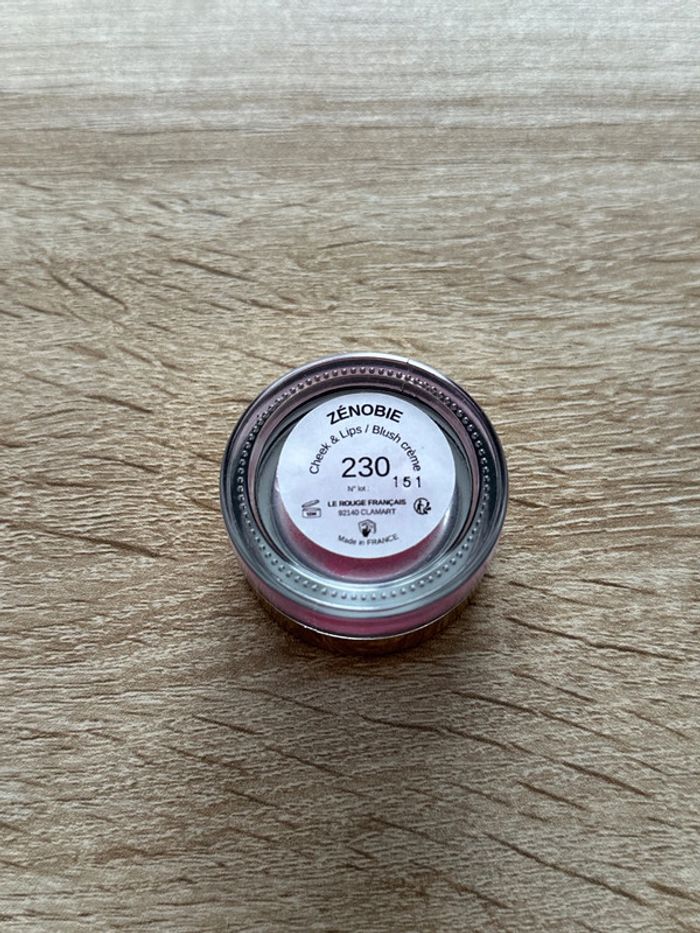 ZÉNOBIE
Cheek & Lips / Blush crème
230
N° lot : 151
LE ROUGE FRANÇAIS
92140 CLAMART
Made in FRANCE